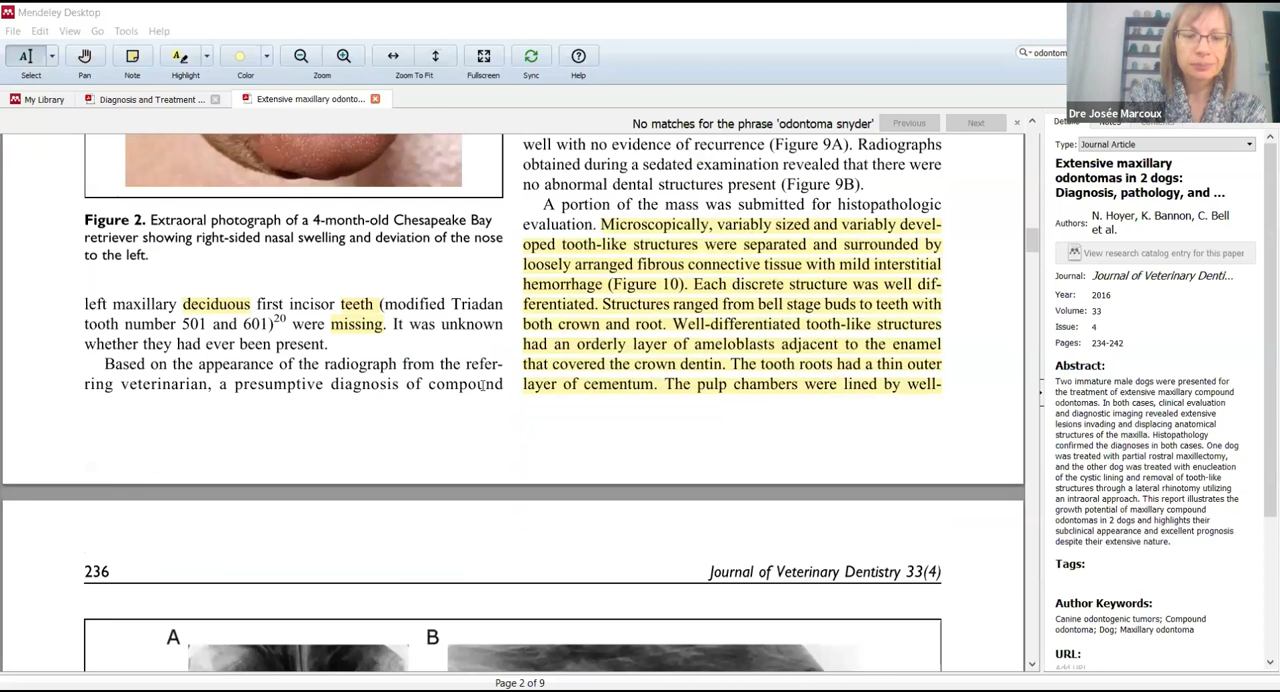 Mendeley Desktop
File Edit View Go Tools Help
Select Pan Note Highlight Color Zoom Zoom To Fit Fullscreen Sync Help
odontom
Dre Josée Marcoux
My Library Diagnosis and Treatment ... Extensive maxillary odonto...
No matches for the phrase 'odontoma snyder' Previous Next
Figure 2. Extraoral photograph of a 4-month-old Chesapeake Bay
retriever showing right-sided nasal swelling and deviation of the nose
to the left.
left maxillary deciduous first incisor teeth (modified Triadan
tooth number 501 and 601)20 were missing. It was unknown
whether they had ever been present.
Based on the appearance of the radiograph from the refer-
ring veterinarian, a presumptive diagnosis of compound
well with no evidence of recurrence (Figure 9A). Radiographs
obtained during a sedated examination revealed that there were
no abnormal dental structures present (Figure 9B).
A portion of the mass was submitted for histopathologic
evaluation. Microscopically, variably sized and variably devel-
oped tooth-like structures were separated and surrounded by
loosely arranged fibrous connective tissue with mild interstitial
hemorrhage (Figure 10). Each discrete structure was well dif-
ferentiated. Structures ranged from bell stage buds to teeth with
both crown and root. Well-differentiated tooth-like structures
had an orderly layer of ameloblasts adjacent to the enamel
that covered the crown dentin. The tooth roots had a thin outer
layer of cementum. The pulp chambers were lined by well-
236 Journal of Veterinary Dentistry 33(4)
A B
Page 2 of 9
Type: Journal Article
Extensive maxillary
odontomas in 2 dogs:
Diagnosis, pathology, and ...
Authors: N. Hoyer, K. Bannon, C. Bell
et al.
View research catalog entry for this paper
Journal: Journal of Veterinary Denti...
Year: 2016
Volume: 33
Issue: 4
Pages: 234-242
Abstract:
Two immature male dogs were presented for
the treatment of extensive maxillary compound
odontomas. In both cases, clinical evaluation
and diagnostic imaging revealed extensive
lesions invading and displacing anatomical
structures of the maxilla. Histopathology
confirmed the diagnoses in both cases. One dog
was treated with partial rostral maxillectomy,
and the other dog was treated with enucleation
of the cystic lining and removal of tooth-like
structures through a lateral rhinotomy utilizing
an intraoral approach. This report illustrates the
growth potential of maxillary compound
odontomas in 2 dogs and highlights their
subclinical appearance and excellent prognosis
despite their extensive nature.
Tags:
Author Keywords:
Canine odontogenic tumors; Compound
odontoma; Dog; Maxillary odontoma
URL: